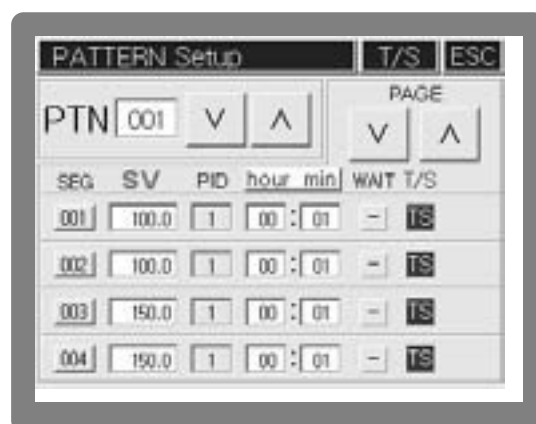 PATTERN Setup T/S ESC
PAGE
PTN 001 V Λ V Λ
SEG SV PID hour min WAIT T/S
001 100.0 1 00 : 01 - TS
002 100.0 1 00 : 01 - TS
003 150.0 1 00 : 01 - TS
004 150.0 1 00 : 01 - TS